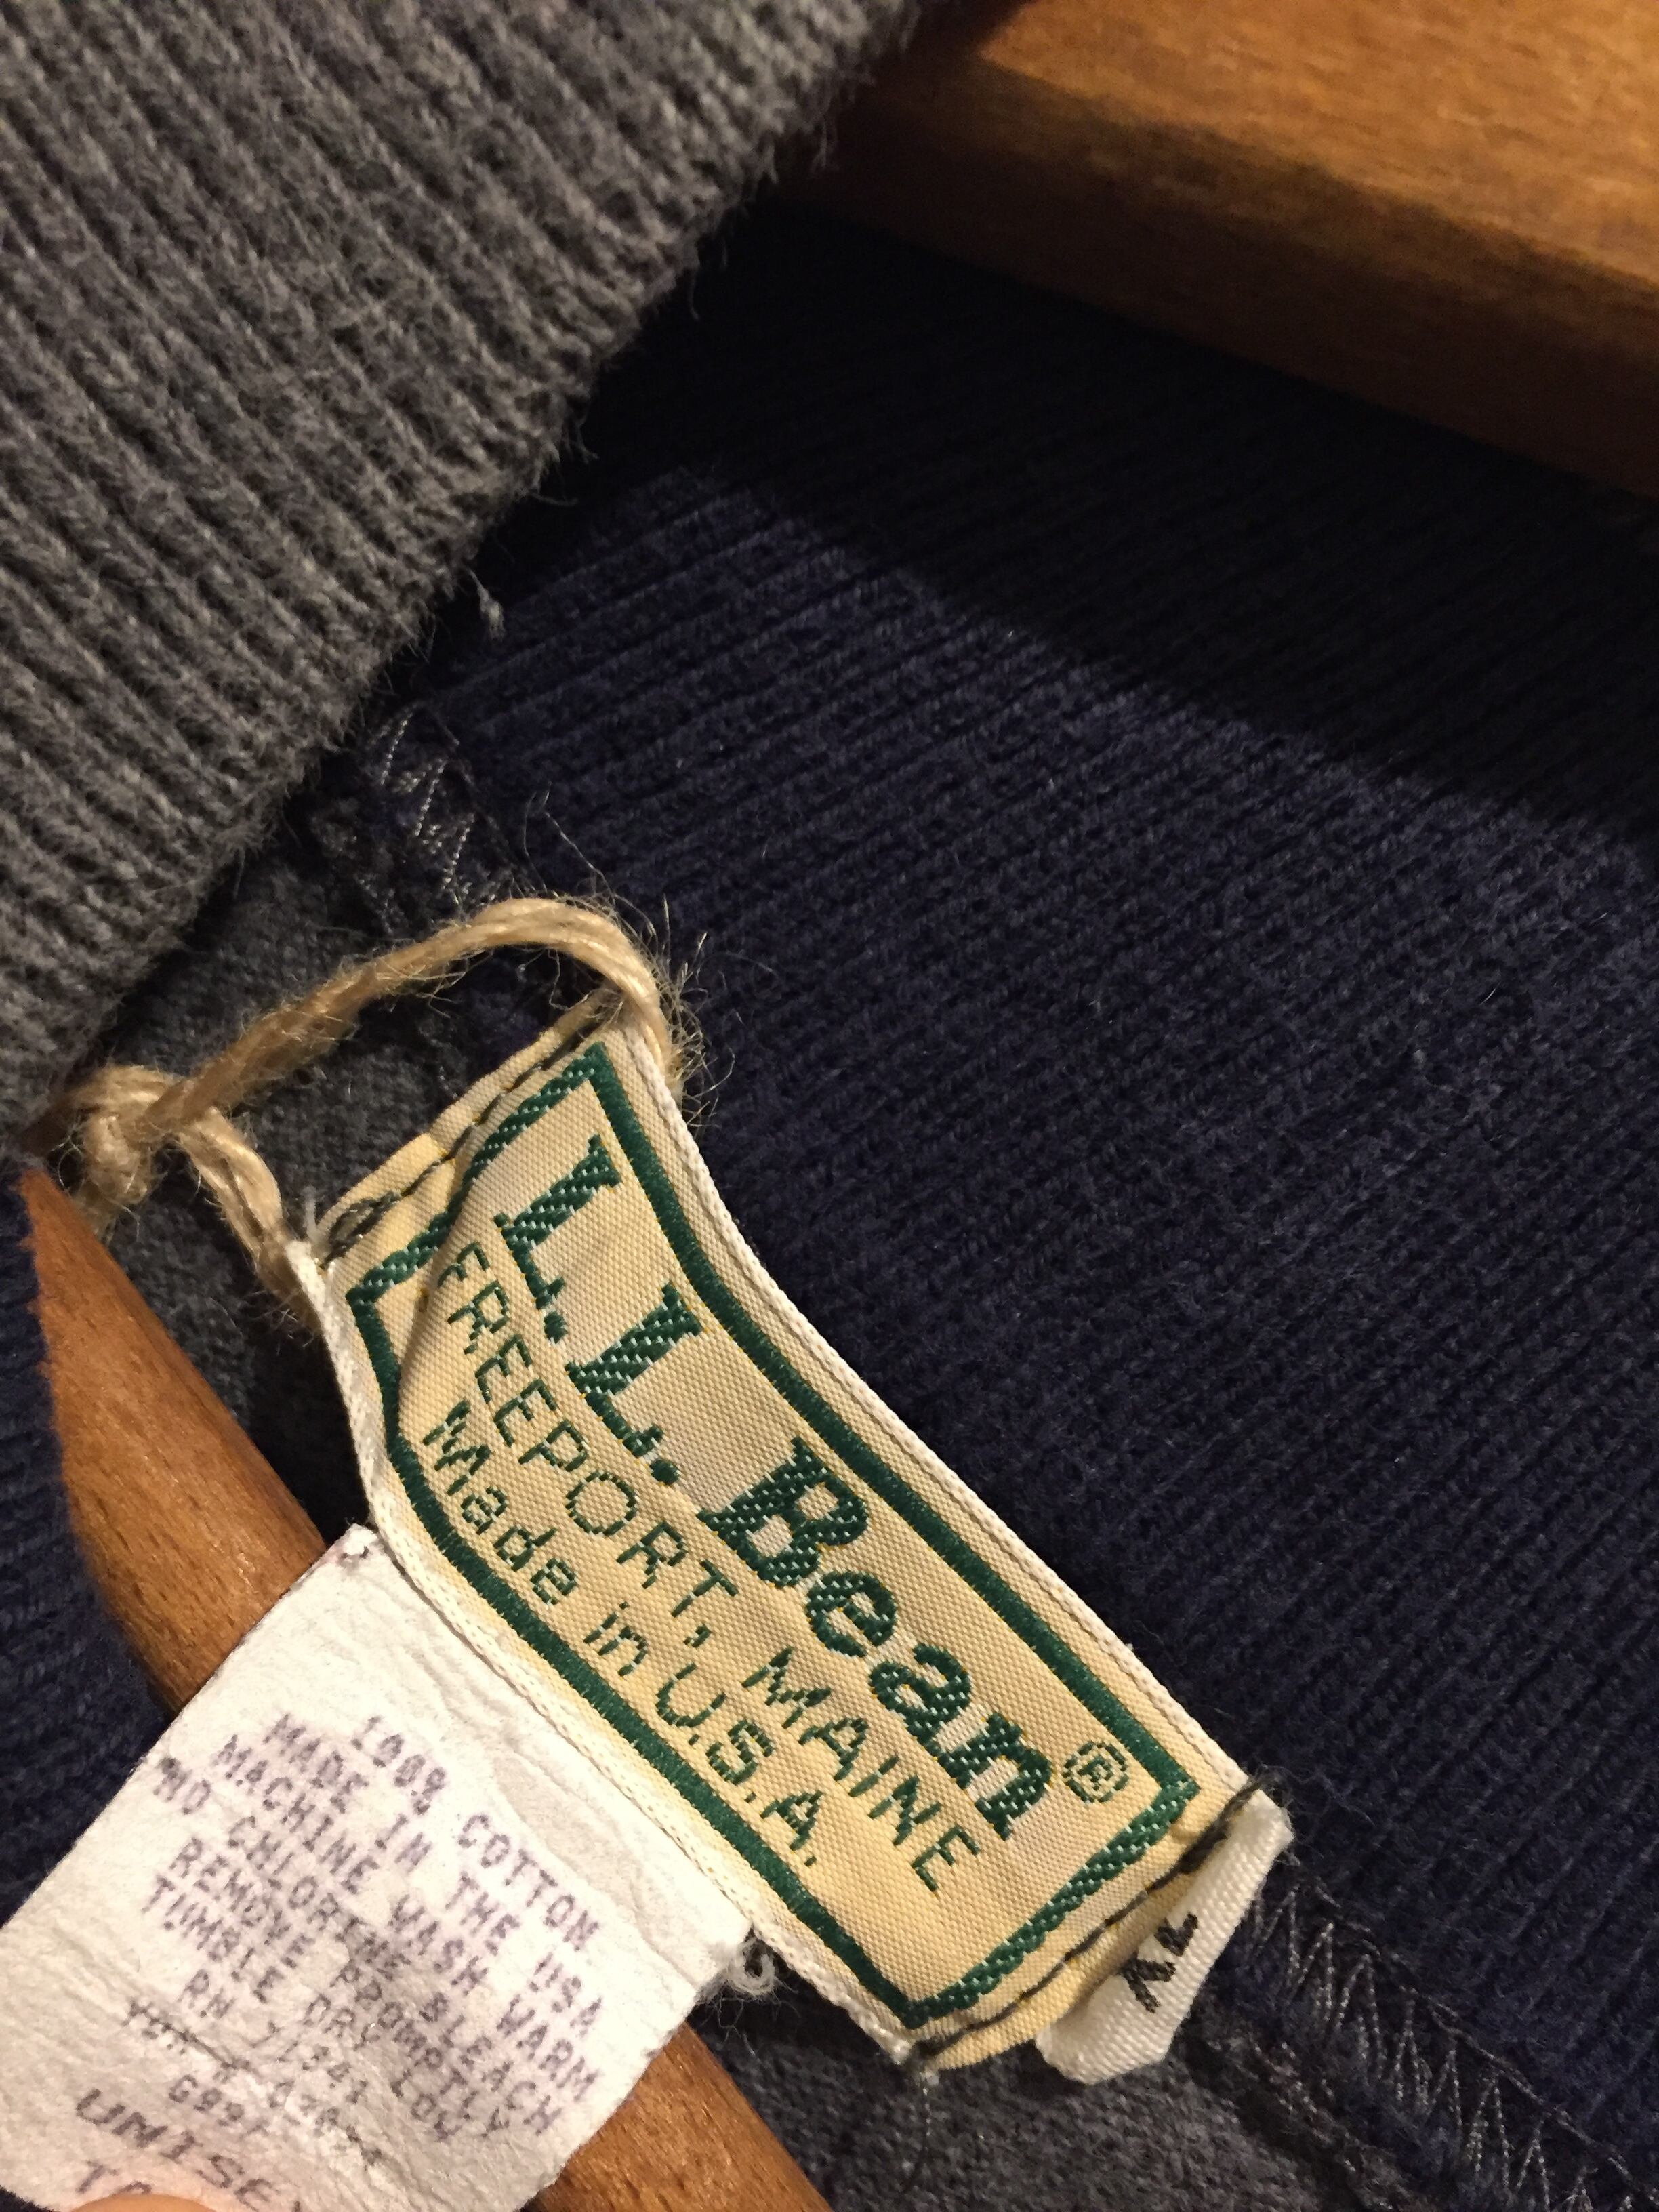 L.L.Bean®
FREEPORT, MAINE
Made in U.S.A.
XL
100% COTTON
MADE IN THE USA
MACHINE WASH WARM
NO CHLORINE BLEACH
REMOVE PROMPTLY
TUMBLE DRY LOW
RN